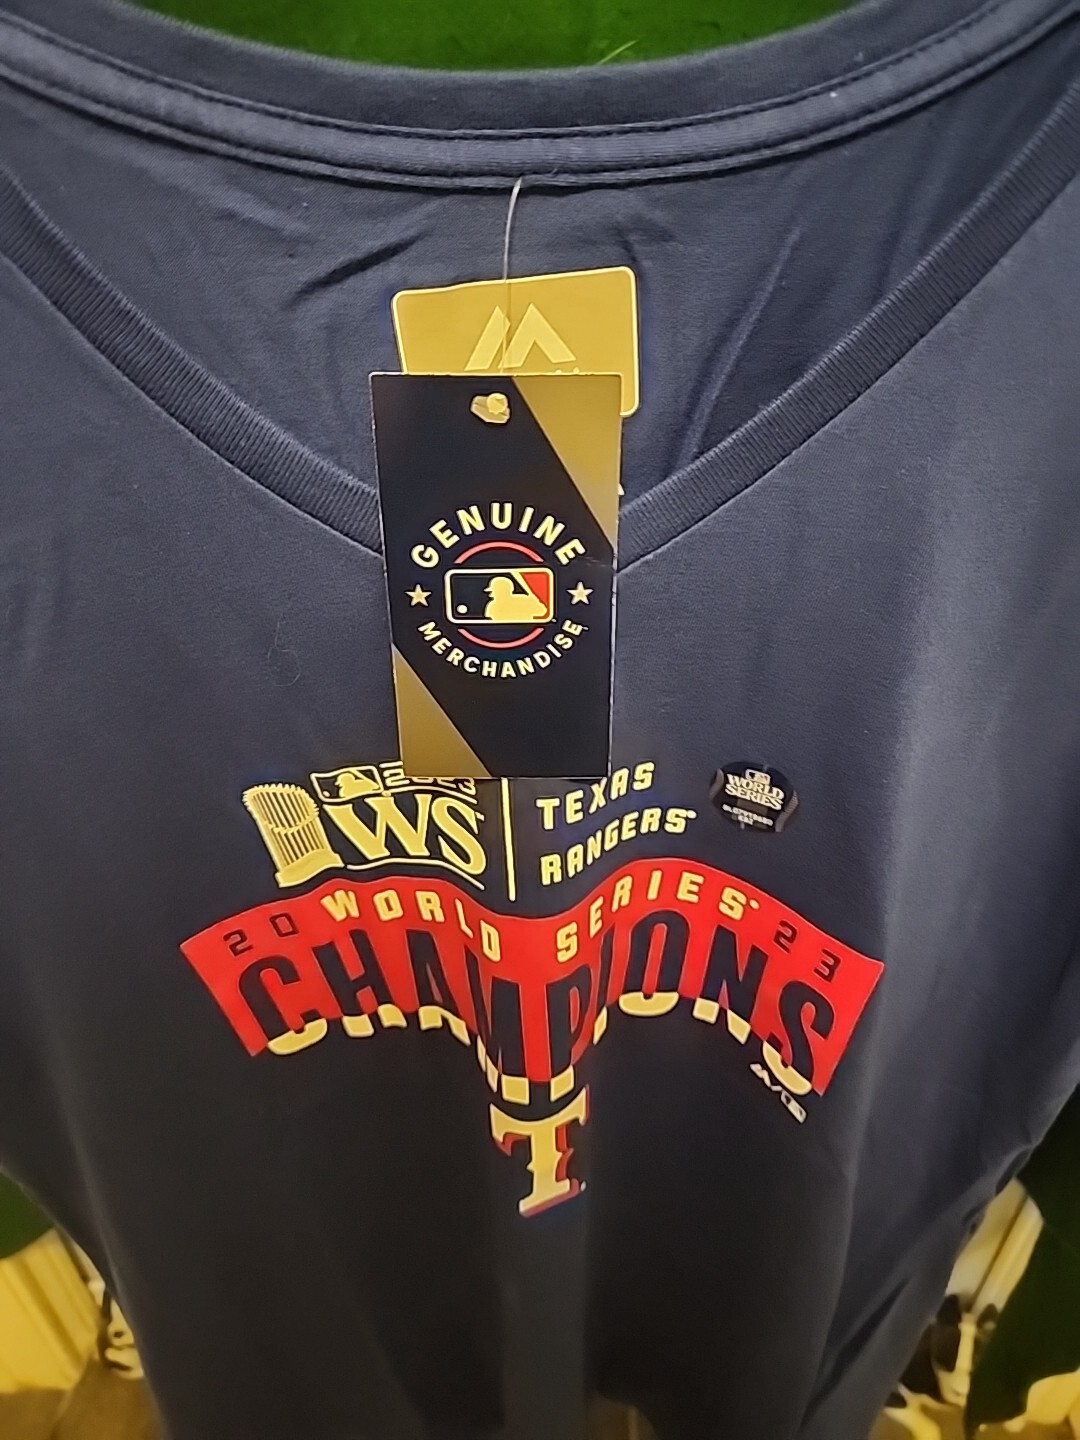 GENUINE
MERCHANDISE
2023
WS
TEXAS
RANGERS
WORLD
SERIES
20 WORLD SERIES 23
CHAMPIONS
T